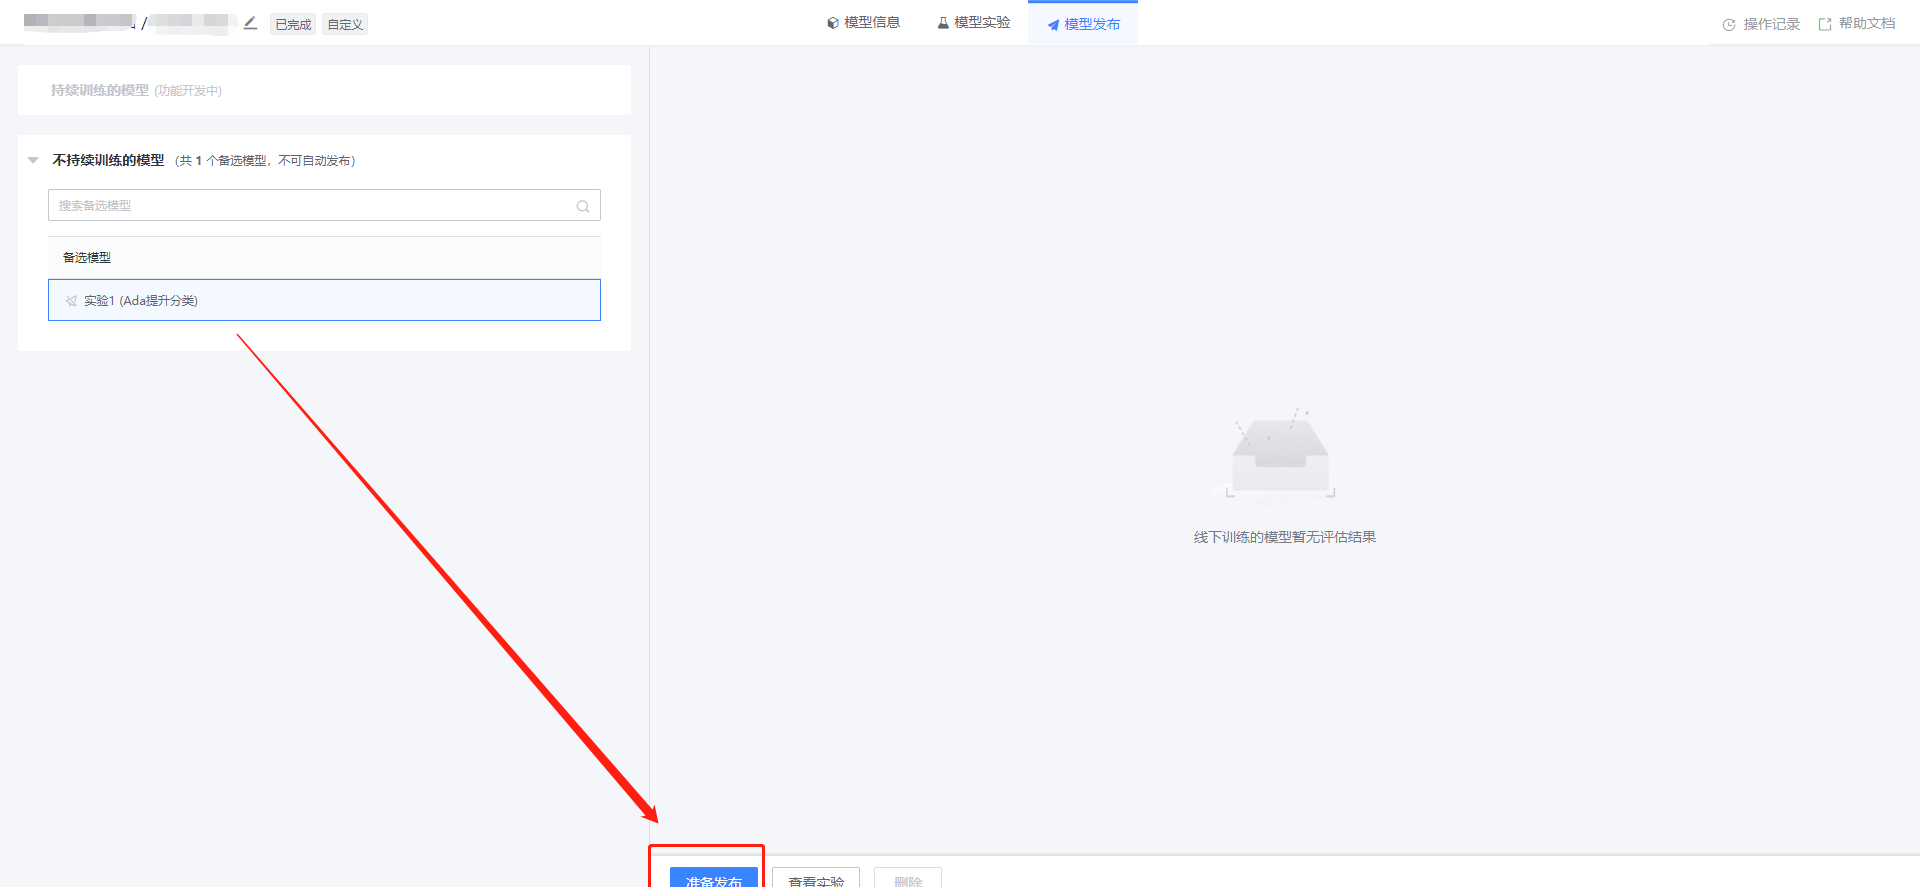 / 已完成 自定义 模型信息 模型实验 模型发布 操作记录 帮助文档
持续训练的模型 (功能开发中)
不持续训练的模型 (共 1 个备选模型, 不可自动发布)
搜索备选模型
备选模型
实验1 (Ada提升分类)
线下训练的模型暂无评估结果
准备发布 查看实验 删除